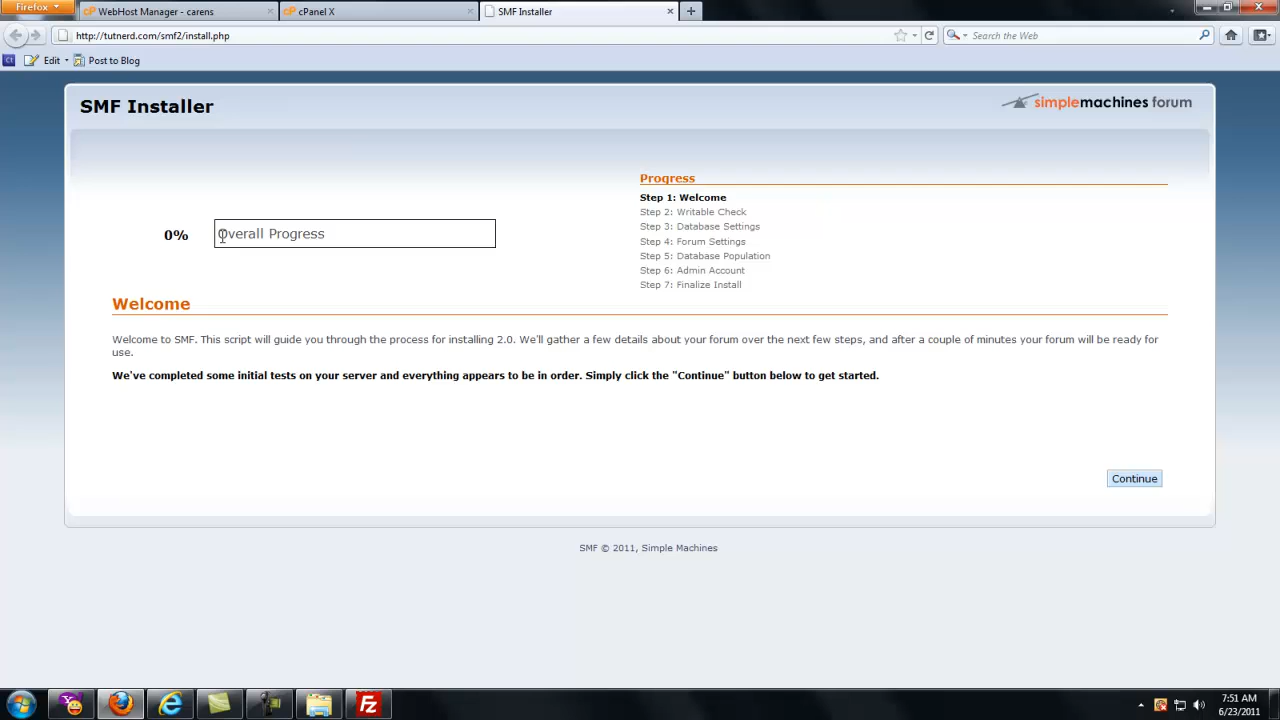 Firefox
WebHost Manager - carens
cPanel X
SMF Installer
http://tutnerd.com/smf2/install.php
Search the Web
Edit
Post to Blog
SMF Installer
simplemachines forum
Progress
Step 1: Welcome
Step 2: Writable Check
Step 3: Database Settings
Step 4: Forum Settings
Step 5: Database Population
Step 6: Admin Account
Step 7: Finalize Install
0%
Overall Progress
Welcome
Welcome to SMF. This script will guide you through the process for installing 2.0. We'll gather a few details about your forum over the next few steps, and after a couple of minutes your forum will be ready for
use.
We've completed some initial tests on your server and everything appears to be in order. Simply click the "Continue" button below to get started.
Continue
SMF © 2011, Simple Machines
7:51 AM
6/23/2011